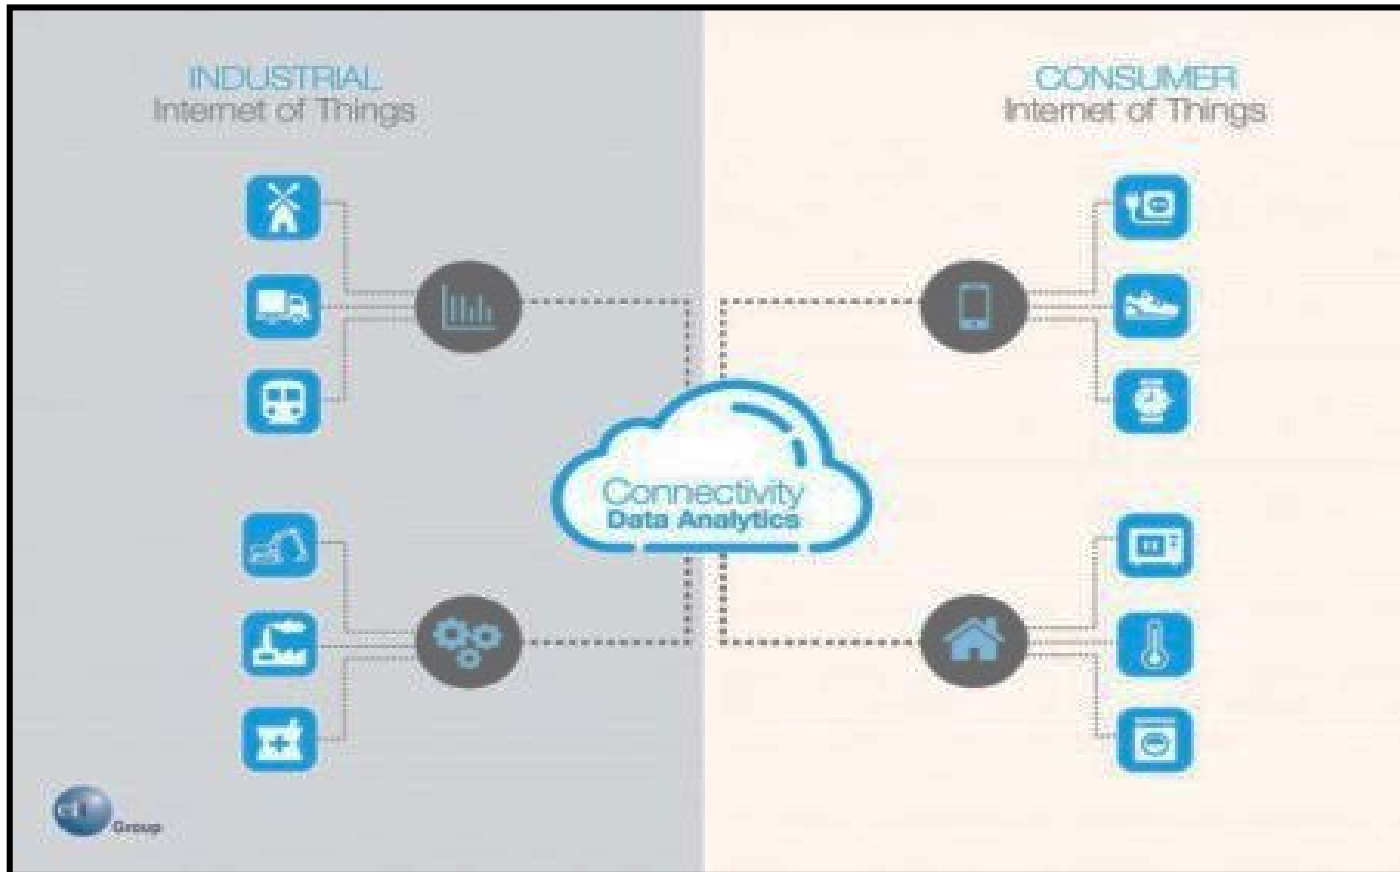 INDUSTRIAL
Internet of Things
CONSUMER
Internet of Things
Connectivity
Data Analytics
Group